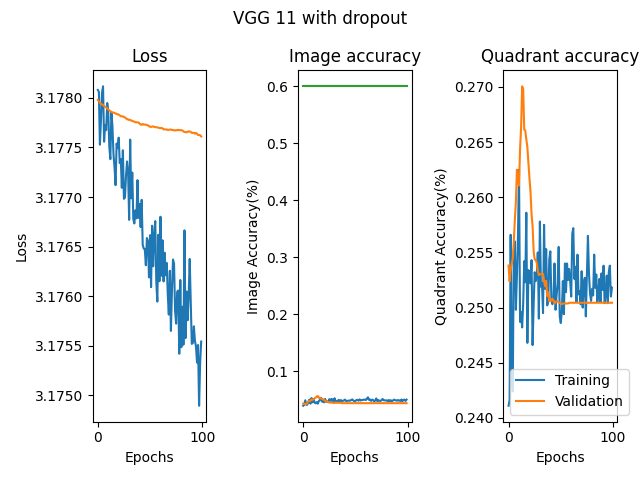 VGG 11 with dropout
Loss
Image accuracy
Quadrant accuracy
Loss
3.1780
3.1775
3.1770
3.1765
3.1760
3.1755
3.1750
0
100
Epochs
Image Accuracy(%)
0.6
0.5
0.4
0.3
0.2
0.1
0
100
Epochs
Quadrant Accuracy(%)
0.270
0.265
0.260
0.255
0.250
0.245
0.240
0
100
Epochs
Training
Validation